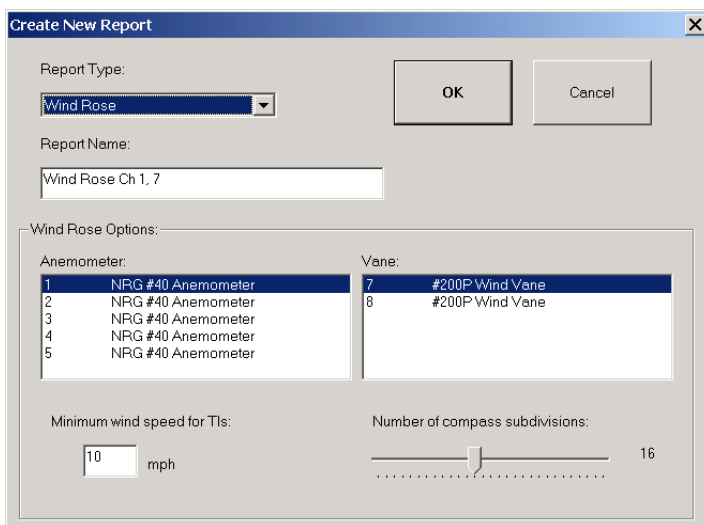 Create New Report
Report Type:
Wind Rose
OK
Cancel
Report Name:
Wind Rose Ch 1, 7
Wind Rose Options:
Anemometer:
1 NRG #40 Anemometer
2 NRG #40 Anemometer
3 NRG #40 Anemometer
4 NRG #40 Anemometer
5 NRG #40 Anemometer
Vane:
7 #200P Wind Vane
8 #200P Wind Vane
Minimum wind speed for TIs:
10 mph
Number of compass subdivisions:
16